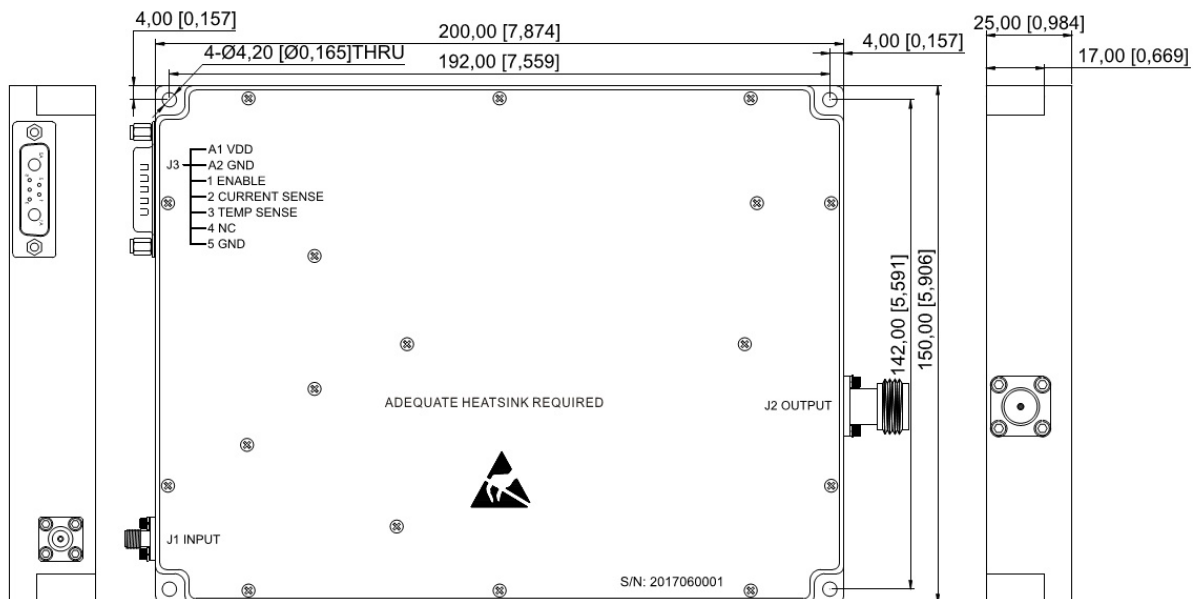 4,00 [0,157]
200,00 [7,874]
25,00 [0,984]
4-Ø4,20 [Ø0,165]THRU
192,00 [7,559]
4,00 [0,157]
17,00 [0,669]
J3
A1 VDD
A2 GND
1 ENABLE
2 CURRENT SENSE
3 TEMP SENSE
4 NC
5 GND
142,00 [5,591]
150,00 [5,906]
ADEQUATE HEATSINK REQUIRED
J2 OUTPUT
J1 INPUT
S/N: 2017060001